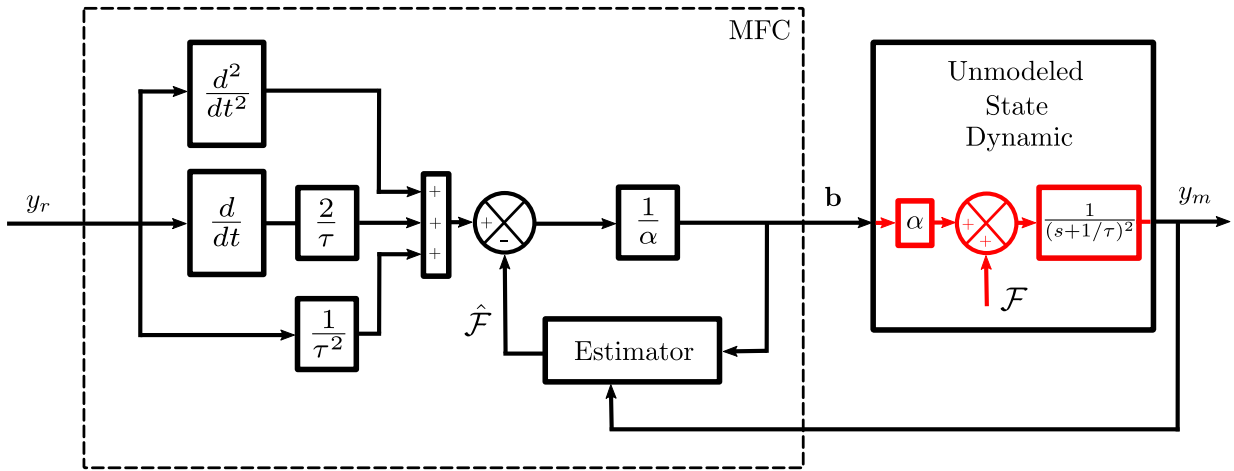 MFC
d²
dt²
Unmodeled
State
Dynamic
y_r
d
dt
2
τ
+
+
+
+
-
1
α
b
α
+
+
1
(s+1/τ)²
y_m
1
τ²
𝓕̂
Estimator
𝓕